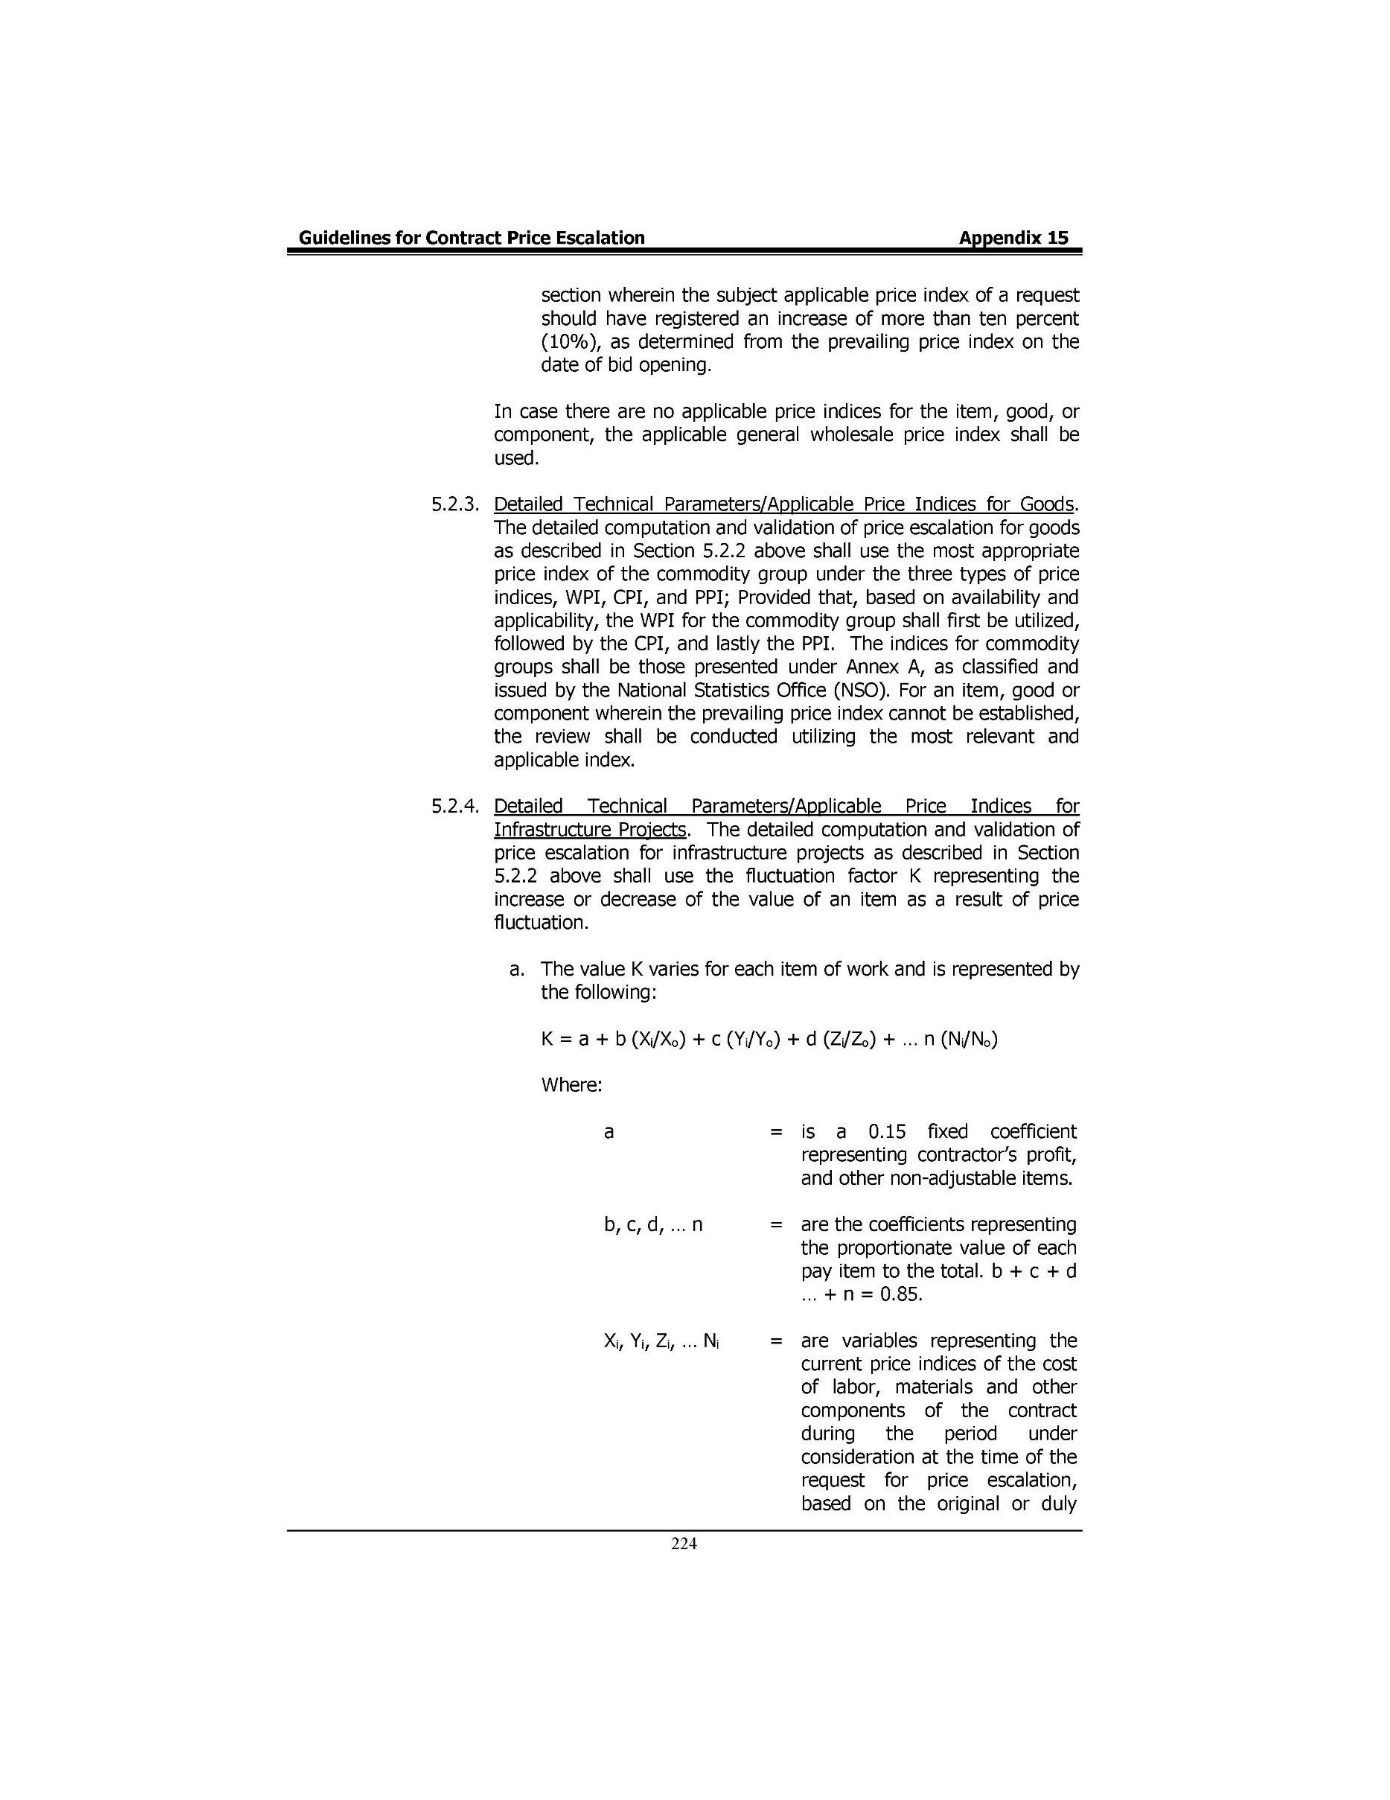 Guidelines for Contract Price Escalation Appendix 15
section wherein the subject applicable price index of a request
should have registered an increase of more than ten percent
(10%), as determined from the prevailing price index on the
date of bid opening.
In case there are no applicable price indices for the item, good, or
component, the applicable general wholesale price index shall be
used.
5.2.3. Detailed Technical Parameters/Applicable Price Indices for Goods.
The detailed computation and validation of price escalation for goods
as described in Section 5.2.2 above shall use the most appropriate
price index of the commodity group under the three types of price
indices, WPI, CPI, and PPI; Provided that, based on availability and
applicability, the WPI for the commodity group shall first be utilized,
followed by the CPI, and lastly the PPI. The indices for commodity
groups shall be those presented under Annex A, as classified and
issued by the National Statistics Office (NSO). For an item, good or
component wherein the prevailing price index cannot be established,
the review shall be conducted utilizing the most relevant and
applicable index.
5.2.4. Detailed Technical Parameters/Applicable Price Indices for
Infrastructure Projects. The detailed computation and validation of
price escalation for infrastructure projects as described in Section
5.2.2 above shall use the fluctuation factor K representing the
increase or decrease of the value of an item as a result of price
fluctuation.
a. The value K varies for each item of work and is represented by
the following:
K = a + b (Xᵢ/Xₒ) + c (Yᵢ/Yₒ) + d (Zᵢ/Zₒ) + ... n (Nᵢ/Nₒ)
Where:
a = is a 0.15 fixed coefficient
representing contractor's profit,
and other non-adjustable items.
b, c, d, ... n = are the coefficients representing
the proportionate value of each
pay item to the total. b + c + d
... + n = 0.85.
Xᵢ, Yᵢ, Zᵢ, ... Nᵢ = are variables representing the
current price indices of the cost
of labor, materials and other
components of the contract
during the period under
consideration at the time of the
request for price escalation,
based on the original or duly
224